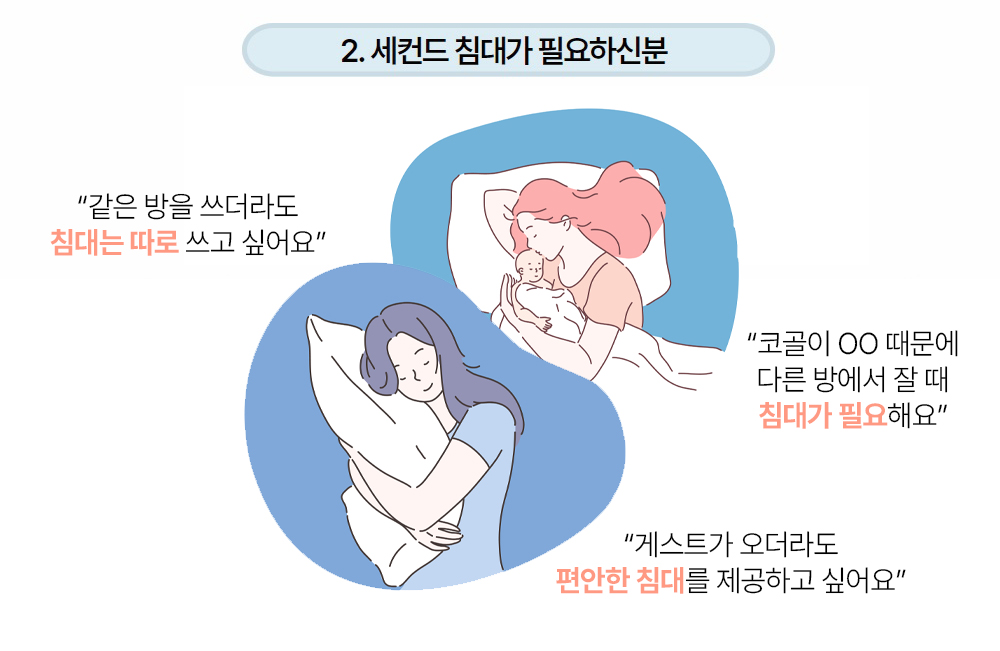 2. 세컨드 침대가 필요하신분
“같은 방을 쓰더라도
침대는 따로 쓰고 싶어요”
“코골이 OO 때문에
다른 방에서 잘 때
침대가 필요해요”
“게스트가 오더라도
편안한 침대를 제공하고 싶어요”